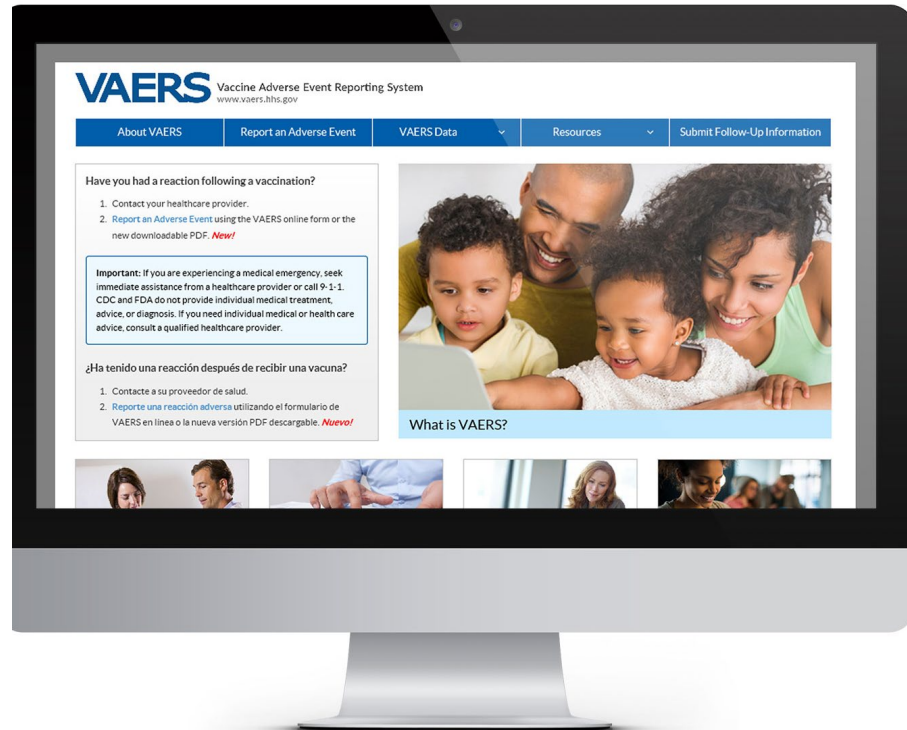 VAERS Vaccine Adverse Event Reporting System
www.vaers.hhs.gov
About VAERS
Report an Adverse Event
VAERS Data
Resources
Submit Follow-Up Information
Have you had a reaction following a vaccination?
1. Contact your healthcare provider.
2. Report an Adverse Event using the VAERS online form or the
new downloadable PDF. New!
Important: If you are experiencing a medical emergency, seek
immediate assistance from a healthcare provider or call 9-1-1.
CDC and FDA do not provide individual medical treatment,
advice, or diagnosis. If you need individual medical or health care
advice, consult a qualified healthcare provider.
¿Ha tenido una reacción después de recibir una vacuna?
1. Contacte a su proveedor de salud.
2. Reporte una reacción adversa utilizando el formulario de
VAERS en línea o la nueva versión PDF descargable. Nuevo!
What is VAERS?